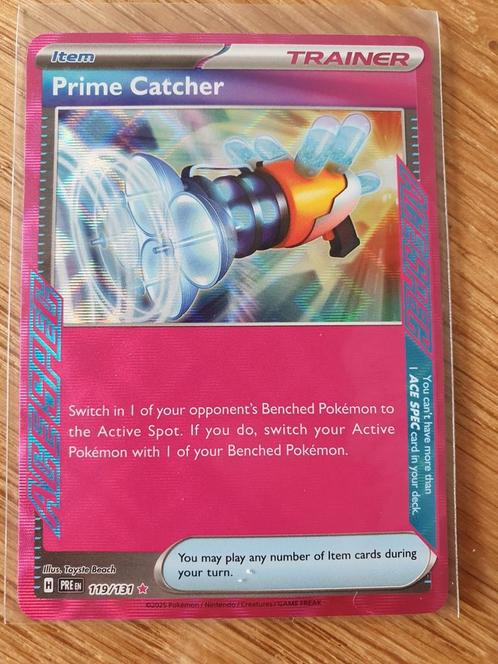 Item
TRAINER
Prime Catcher
ACE SPEC
ACE SPEC
You can't have more than
1 ACE SPEC card in your deck.
Switch in 1 of your opponent's Benched Pokémon to
the Active Spot. If you do, switch your Active
Pokémon with 1 of your Benched Pokémon.
Illus. Toyste Beach
You may play any number of Item cards during
your turn.
H PRE EN 119/131
©2025 Pokémon / Nintendo / Creatures / GAME FREAK